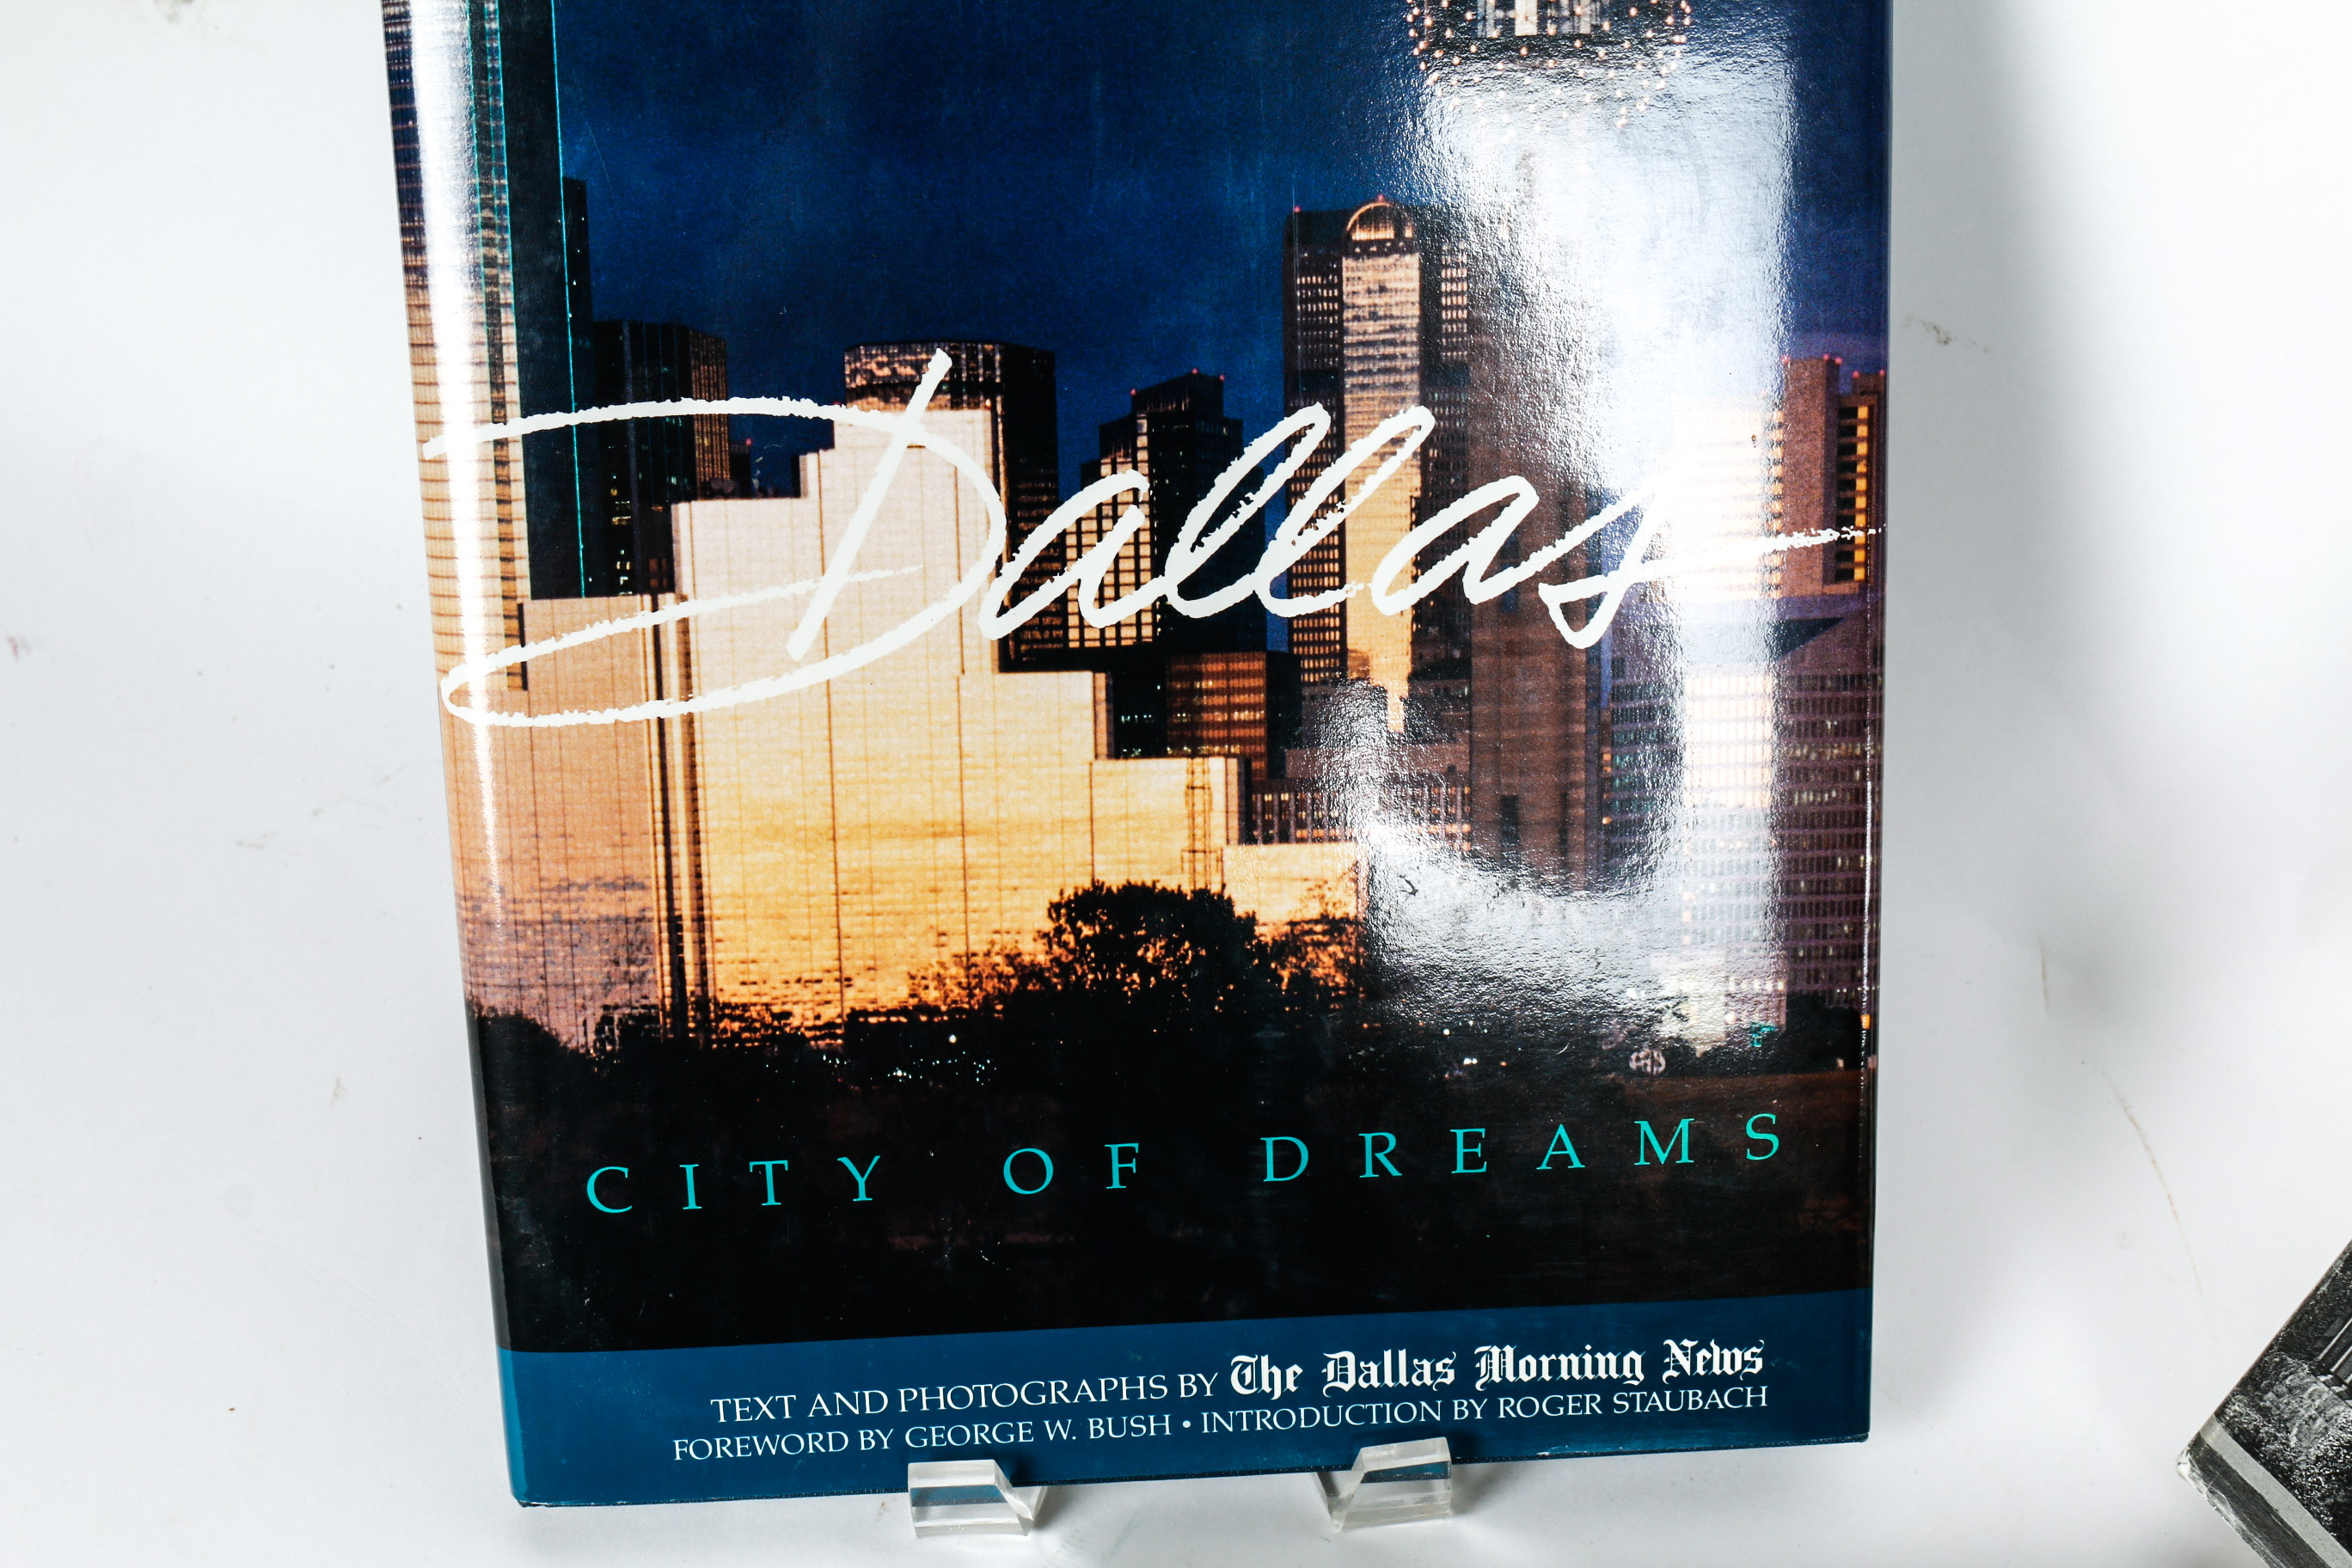 Dallas
CITY OF DREAMS
TEXT AND PHOTOGRAPHS BY The Dallas Morning News
FOREWORD BY GEORGE W. BUSH • INTRODUCTION BY ROGER STAUBACH